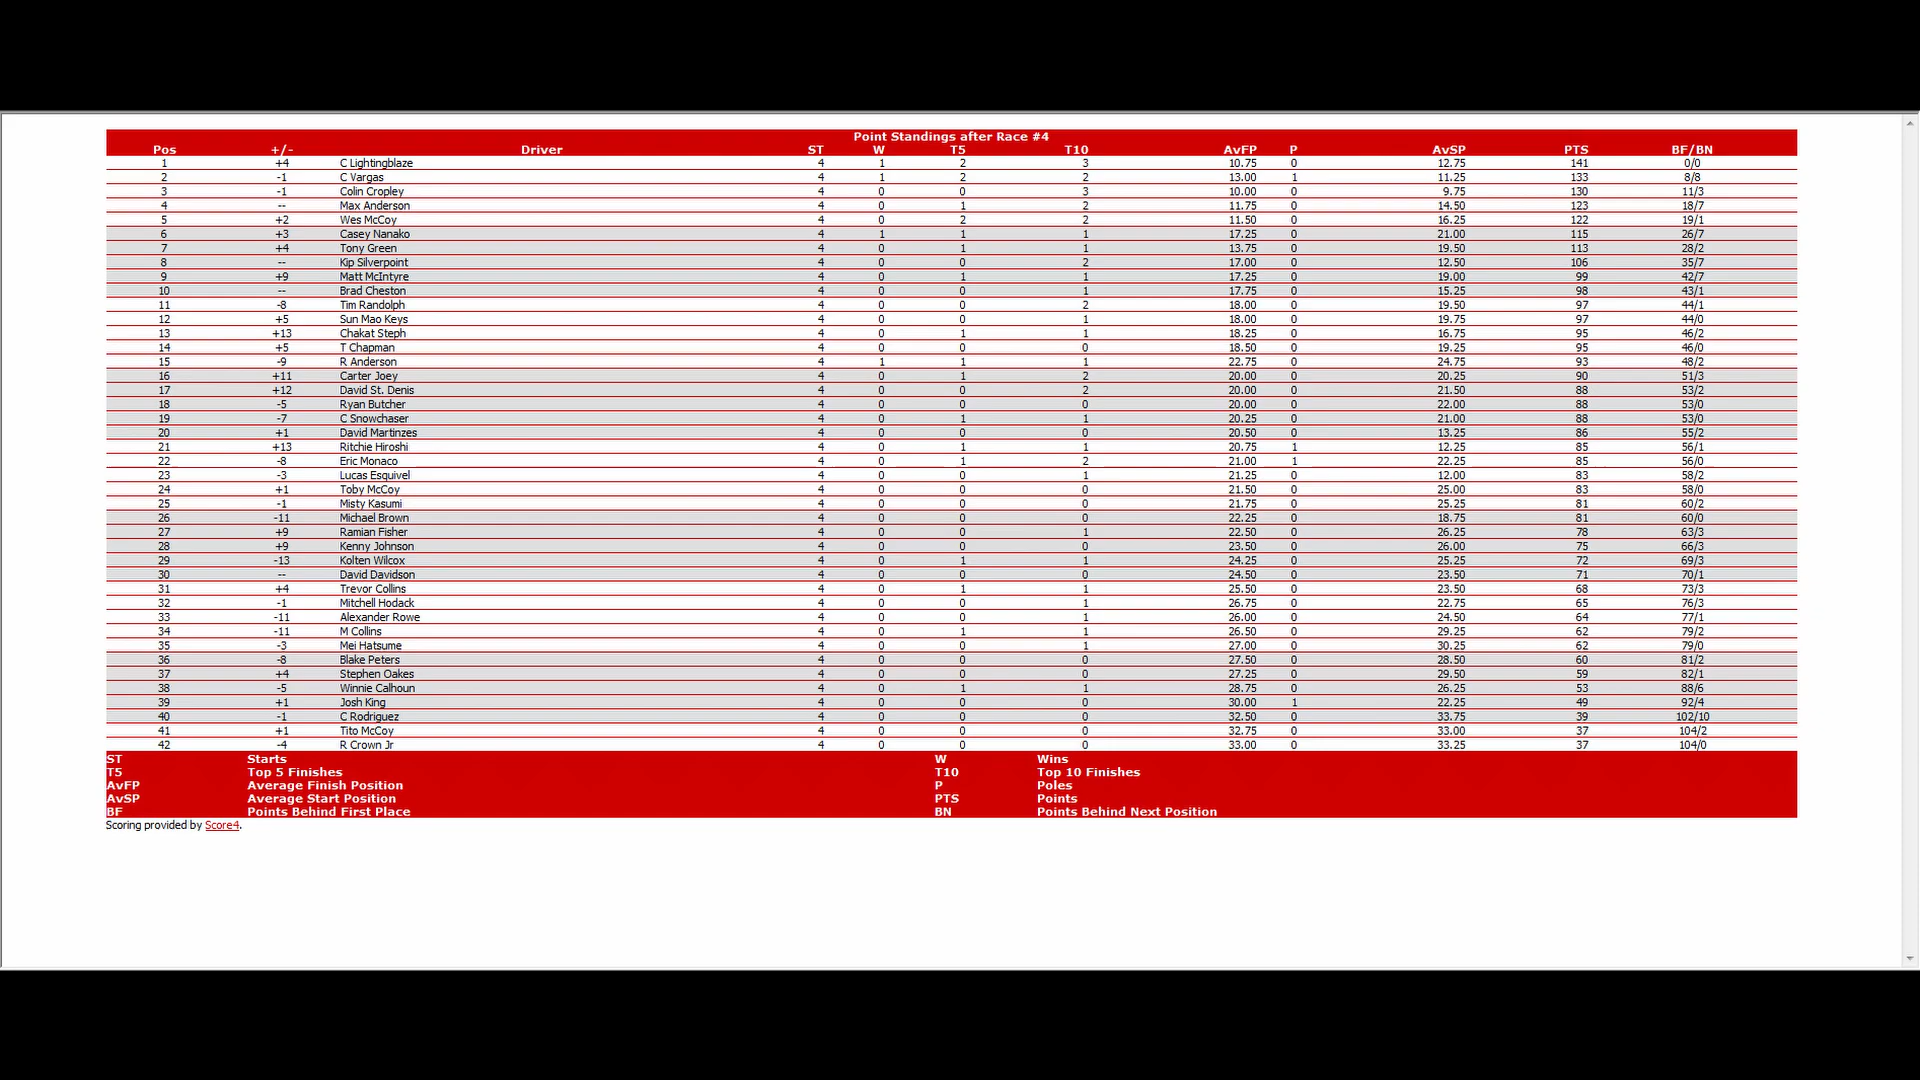 Point Standings after Race #4
Pos +/- Driver ST W T5 T10 AvFP P AvSP PTS BF/BN
1 +4 C Lightingblaze 4 1 2 3 10.75 0 12.75 141 0/0
2 -1 C Vargas 4 1 2 2 13.00 1 11.25 133 8/8
3 -1 Colin Cropley 4 0 0 3 10.00 0 9.75 130 11/3
4 -- Max Anderson 4 0 1 2 11.75 0 14.50 123 18/7
5 +2 Wes McCoy 4 0 2 2 11.50 0 16.25 122 19/1
6 +3 Casey Nanako 4 1 1 1 17.25 0 21.00 115 26/7
7 +4 Tony Green 4 0 1 1 13.75 0 19.50 113 28/2
8 -- Kip Silverpoint 4 0 0 2 17.00 0 12.50 106 35/7
9 +9 Matt McIntyre 4 0 1 1 17.25 0 19.00 99 42/7
10 -- Brad Cheston 4 0 0 1 17.75 0 15.25 98 43/1
11 -8 Tim Randolph 4 0 0 2 18.00 0 19.50 97 44/1
12 +5 Sun Mao Keys 4 0 0 1 18.00 0 19.75 97 44/0
13 +13 Chakat Steph 4 0 1 1 18.25 0 16.75 95 46/2
14 +5 T Chapman 4 0 0 0 18.50 0 19.25 95 46/0
15 -9 R Anderson 4 1 1 1 22.75 0 24.75 93 48/2
16 +11 Carter Joey 4 0 1 2 20.00 0 20.25 90 51/3
17 +12 David St. Denis 4 0 0 2 20.00 0 21.50 88 53/2
18 -5 Ryan Butcher 4 0 0 0 20.00 0 22.00 88 53/0
19 -7 C Snowchaser 4 0 1 1 20.25 0 21.00 88 53/0
20 +1 David Martinzes 4 0 0 0 20.50 0 13.25 86 55/2
21 +13 Ritchie Hiroshi 4 0 1 1 20.75 1 12.25 85 56/1
22 -8 Eric Monaco 4 0 1 2 21.00 1 22.25 85 56/0
23 -3 Lucas Esquivel 4 0 0 1 21.25 0 12.00 83 58/2
24 +1 Toby McCoy 4 0 0 0 21.50 0 25.00 83 58/0
25 -1 Misty Kasumi 4 0 0 0 21.75 0 25.25 81 60/2
26 -11 Michael Brown 4 0 0 0 22.25 0 18.75 81 60/0
27 +9 Ramian Fisher 4 0 0 1 22.50 0 26.25 78 63/3
28 +9 Kenny Johnson 4 0 0 0 23.50 0 26.00 75 66/3
29 -13 Kolten Wilcox 4 0 1 1 24.25 0 25.25 72 69/3
30 -- David Davidson 4 0 0 0 24.50 0 23.50 71 70/1
31 +4 Trevor Collins 4 0 1 1 25.50 0 23.50 68 73/3
32 -1 Mitchell Hodack 4 0 0 1 26.75 0 22.75 65 76/3
33 -11 Alexander Rowe 4 0 0 1 26.00 0 24.50 64 77/1
34 -11 M Collins 4 0 1 1 26.50 0 29.25 62 79/2
35 -3 Mei Hatsume 4 0 0 1 27.00 0 30.25 62 79/0
36 -8 Blake Peters 4 0 0 0 27.50 0 28.50 60 81/2
37 +4 Stephen Oakes 4 0 0 0 27.25 0 29.50 59 82/1
38 -5 Winnie Calhoun 4 0 1 1 28.75 0 26.25 53 88/6
39 +1 Josh King 4 0 0 0 30.00 1 22.25 49 92/4
40 -1 C Rodriguez 4 0 0 0 32.50 0 33.75 39 102/10
41 +1 Tito McCoy 4 0 0 0 32.75 0 33.00 37 104/2
42 -4 R Crown Jr 4 0 0 0 33.00 0 33.25 37 104/0
ST Starts W Wins
T5 Top 5 Finishes T10 Top 10 Finishes
AvFP Average Finish Position P Poles
AvSP Average Start Position PTS Points
BF Points Behind First Place BN Points Behind Next Position
Scoring provided by Score4.